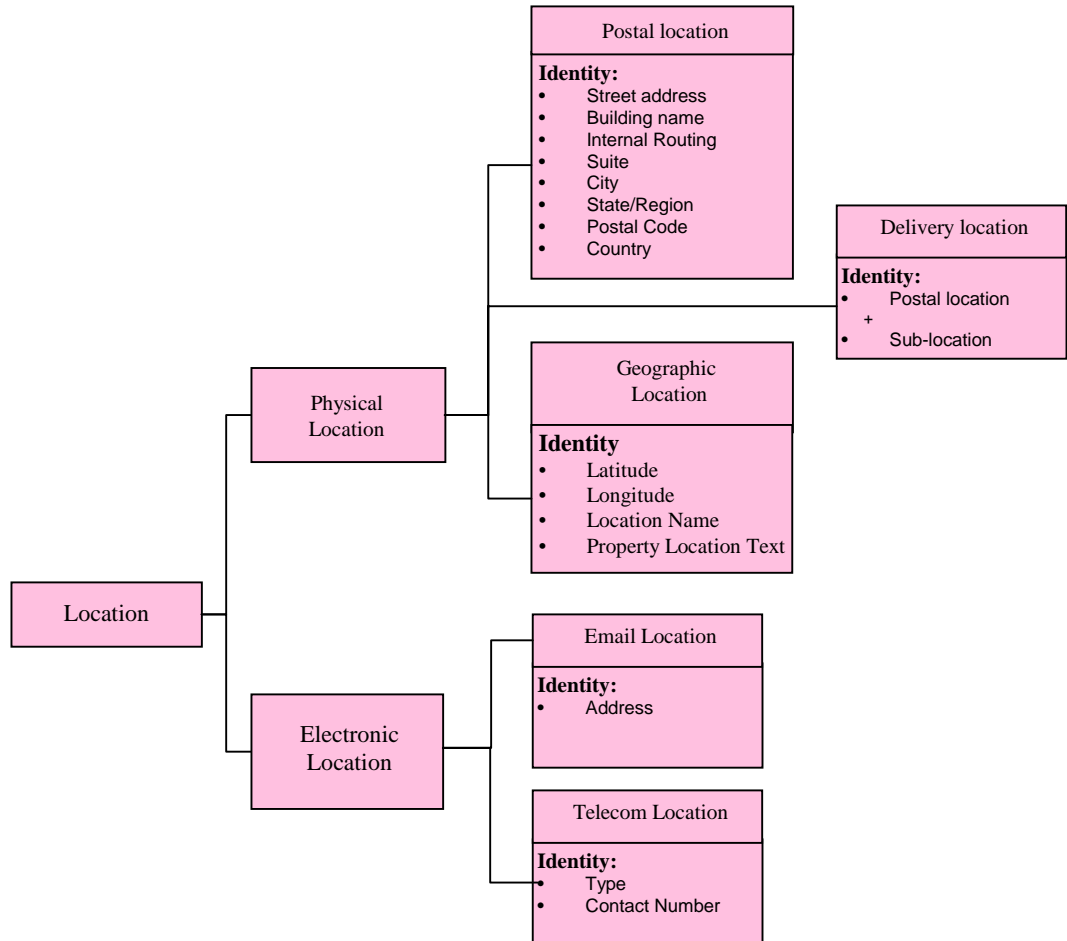 Postal location
Identity:
• Street address
• Building name
• Internal Routing
• Suite
• City
• State/Region
• Postal Code
• Country
Delivery location
Identity:
• Postal location
+
• Sub-location
Geographic
Location
Identity
• Latitude
• Longitude
• Location Name
• Property Location Text
Physical
Location
Location
Electronic
Location
Email Location
Identity:
• Address
Telecom Location
Identity:
• Type
• Contact Number